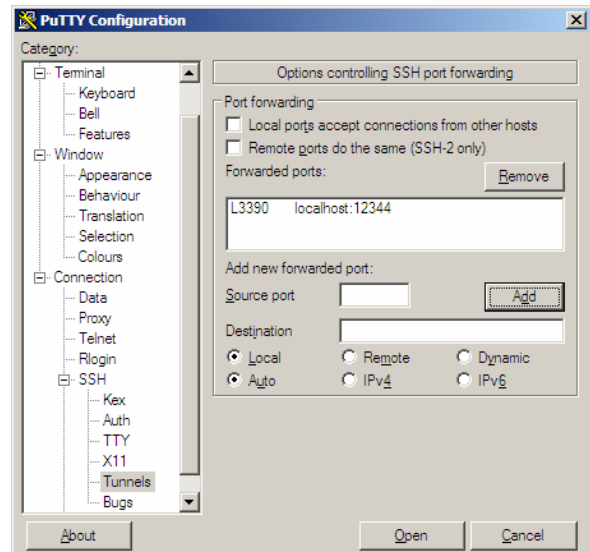 PuTTY Configuration
Category:
Terminal
Keyboard
Bell
Features
Window
Appearance
Behaviour
Translation
Selection
Colours
Connection
Data
Proxy
Telnet
Rlogin
SSH
Kex
Auth
TTY
X11
Tunnels
Bugs
Options controlling SSH port forwarding
Port forwarding
Local ports accept connections from other hosts
Remote ports do the same (SSH-2 only)
Forwarded ports:
Remove
L3390 localhost:12344
Add new forwarded port:
Source port
Add
Destination
Local Remote Dynamic
Auto IPv4 IPv6
About Open Cancel